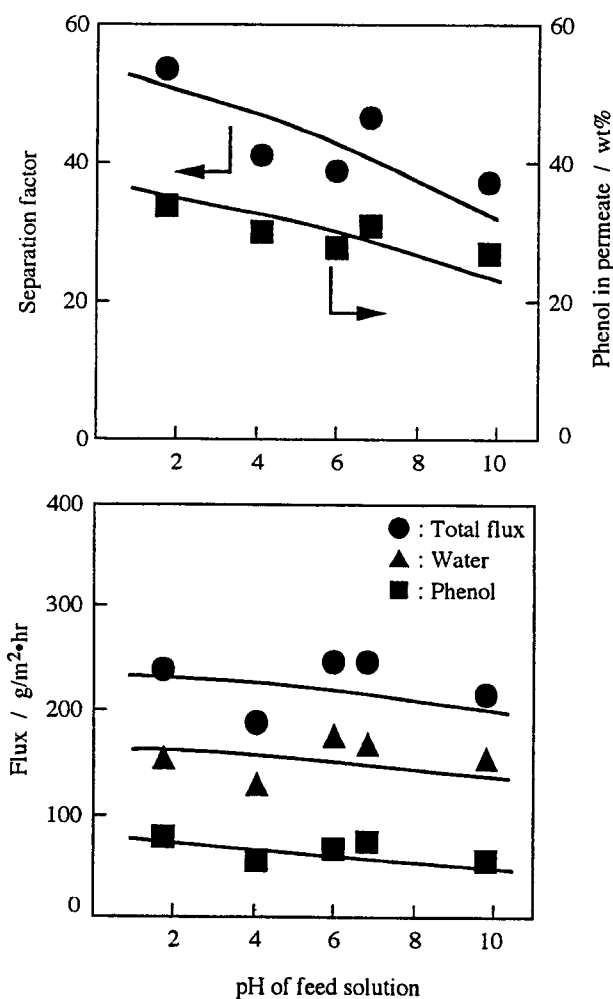 60
40
20
0
Separation factor
60
40
20
0
Phenol in permeate / wt%
2 4 6 8 10
400
300
200
100
0
Flux / g/m²•hr
● : Total flux
▲ : Water
■ : Phenol
2 4 6 8 10
pH of feed solution